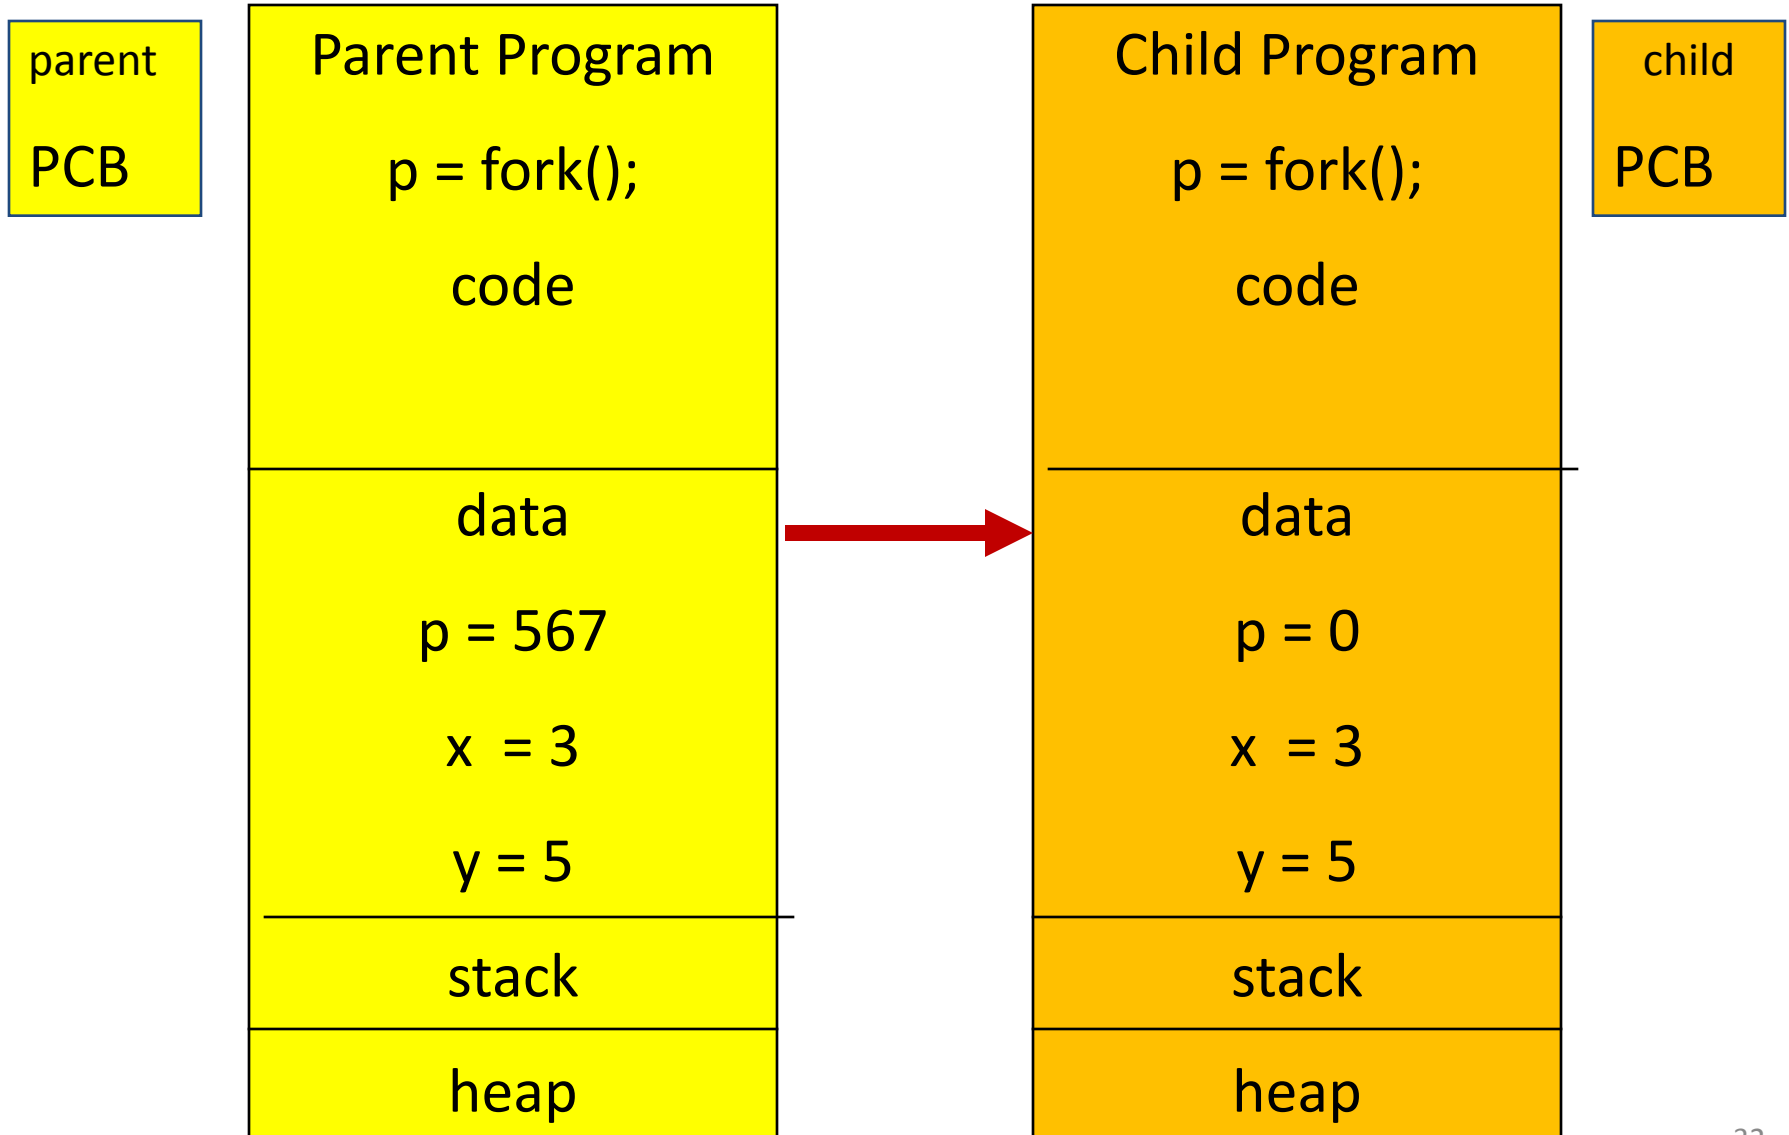 parent
PCB
Parent Program
p = fork();
code
data
p = 567
x = 3
y = 5
stack
heap
Child Program
p = fork();
code
data
p = 0
x = 3
y = 5
stack
heap
child
PCB